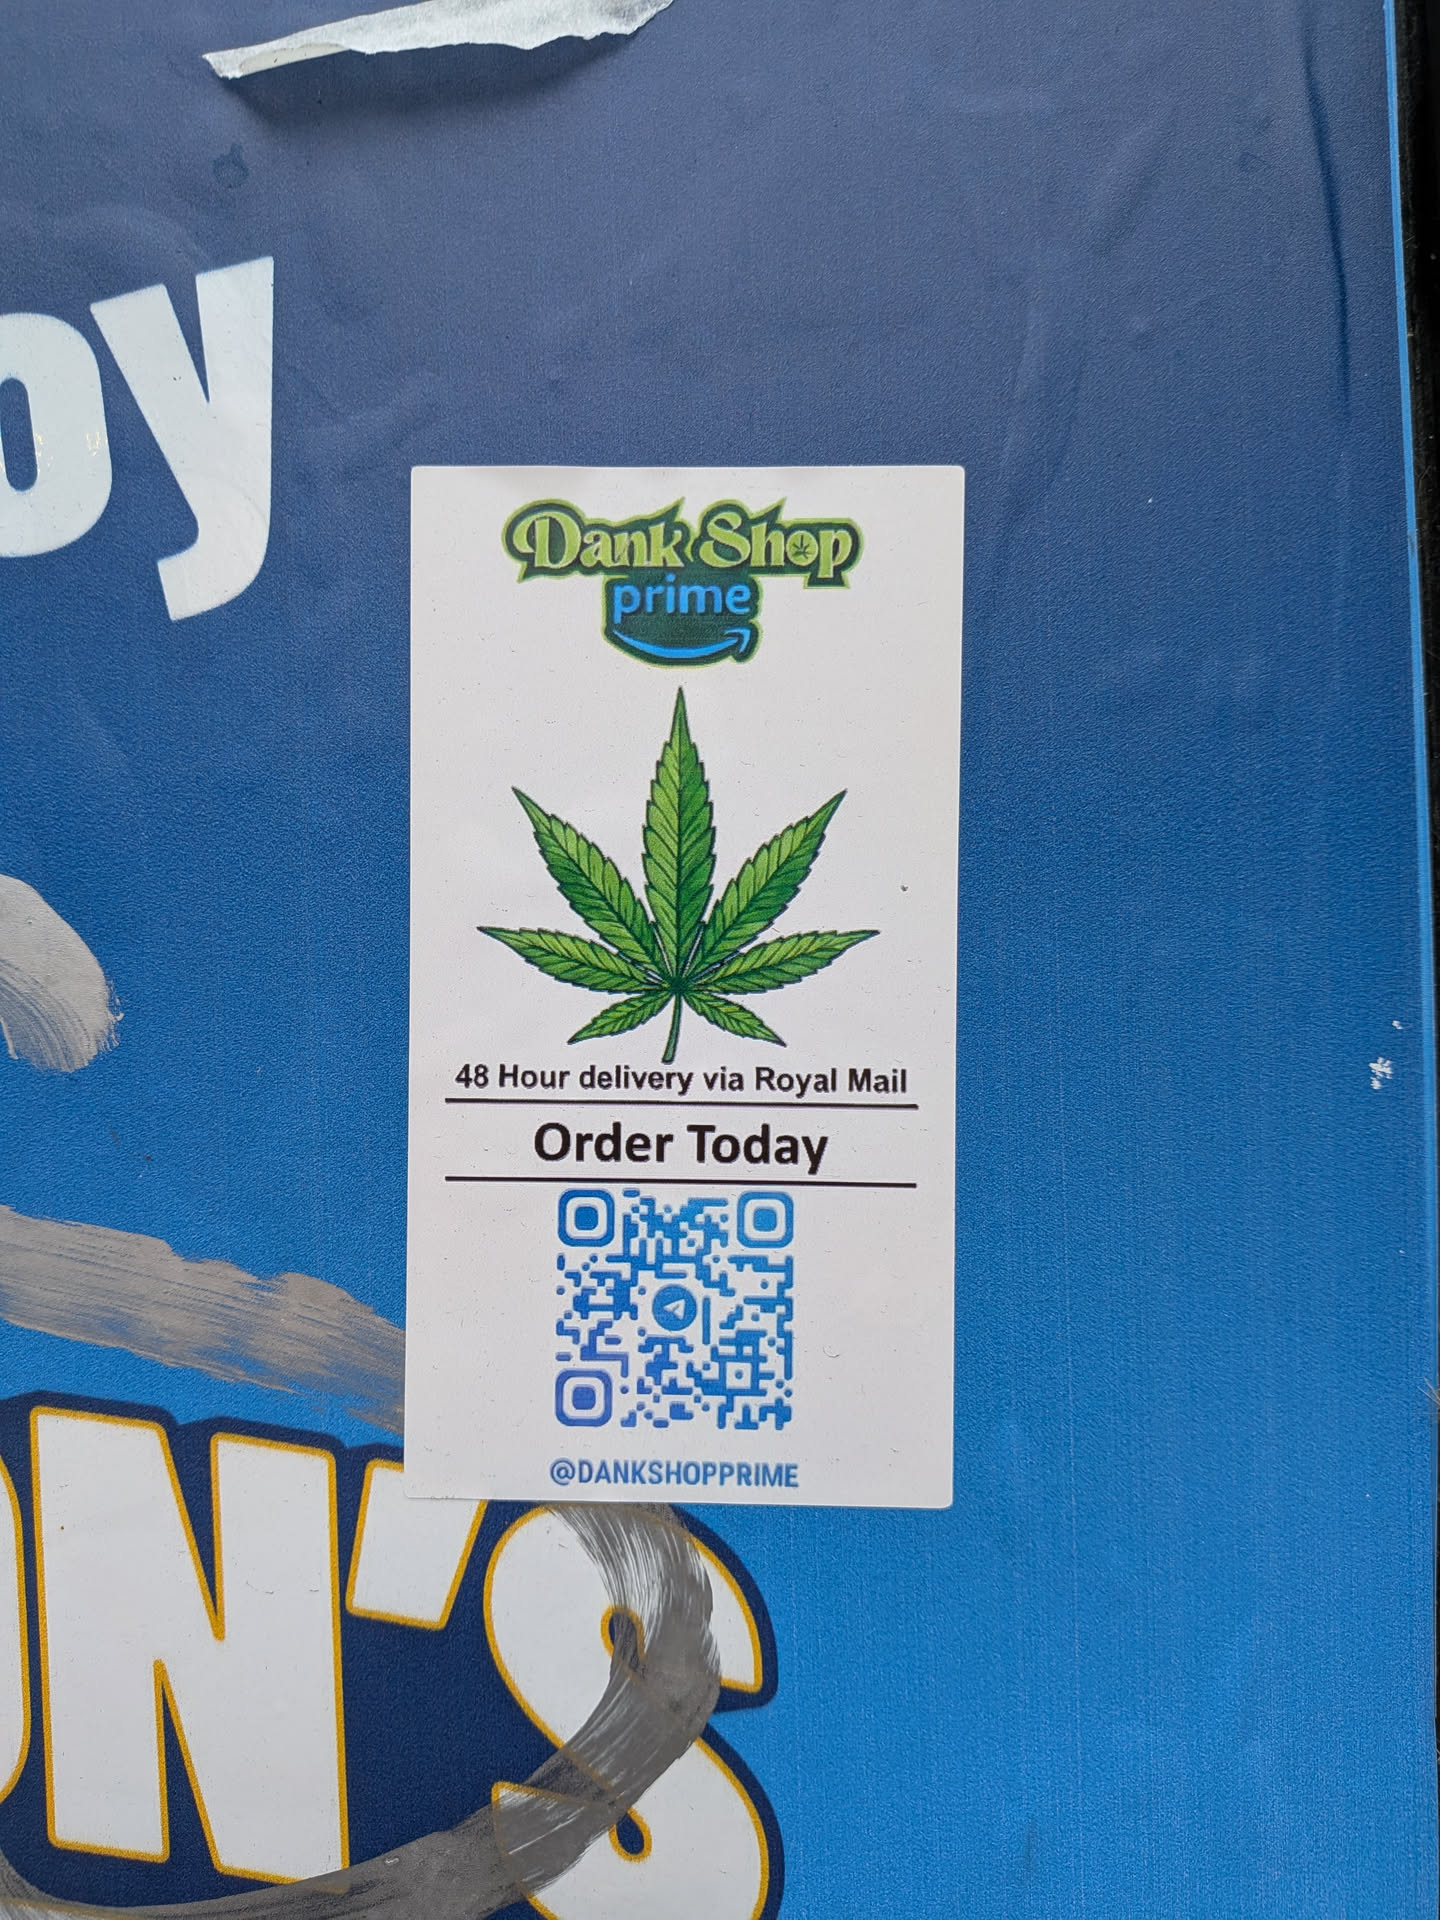 oy
Dank Shop
prime
48 Hour delivery via Royal Mail
Order Today
@DANKSHOPPRIME
N'S